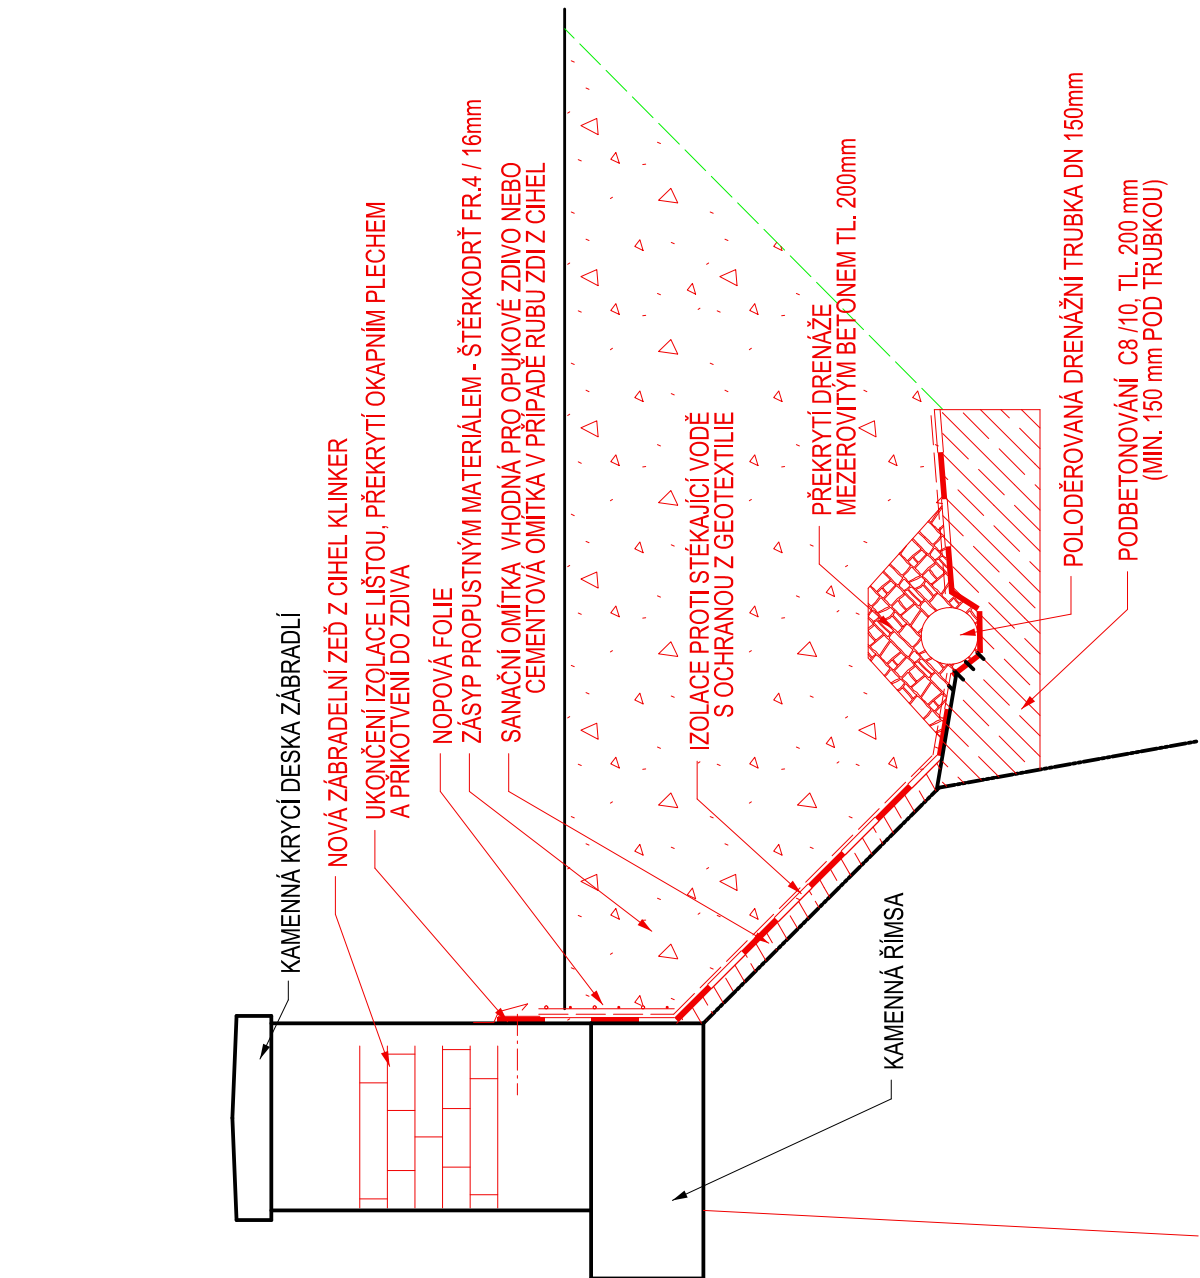 KAMENNÁ KRYCÍ DESKA ZÁBRADLÍ
NOVÁ ZÁBRADELNÍ ZEĎ Z CIHEL KLINKER
UKONČENÍ IZOLACE LIŠTOU, PŘEKRYTÍ OKAPNÍM PLECHEM
A PŘIKOTVENÍ DO ZDIVA
NOPOVÁ FOLIE
ZÁSYP PROPUSTNÝM MATERIÁLEM - ŠTĚRKODRŤ FR.4 / 16mm
SANAČNÍ OMÍTKA VHODNÁ PRO OPUKOVÉ ZDIVO NEBO
CEMENTOVÁ OMÍTKA V PŘÍPADĚ RUBU ZDI Z CIHEL
IZOLACE PROTI STÉKAJÍCÍ VODĚ
S OCHRANOU Z GEOTEXTILIE
PŘEKRYTÍ DRENÁŽE
MEZEROVITÝM BETONEM TL. 200mm
KAMENNÁ ŘÍMSA
POLODĚROVANÁ DRENÁŽNÍ TRUBKA DN 150mm
PODBETONOVÁNÍ C8 /10, TL. 200 mm
(MIN. 150 mm POD TRUBKOU)